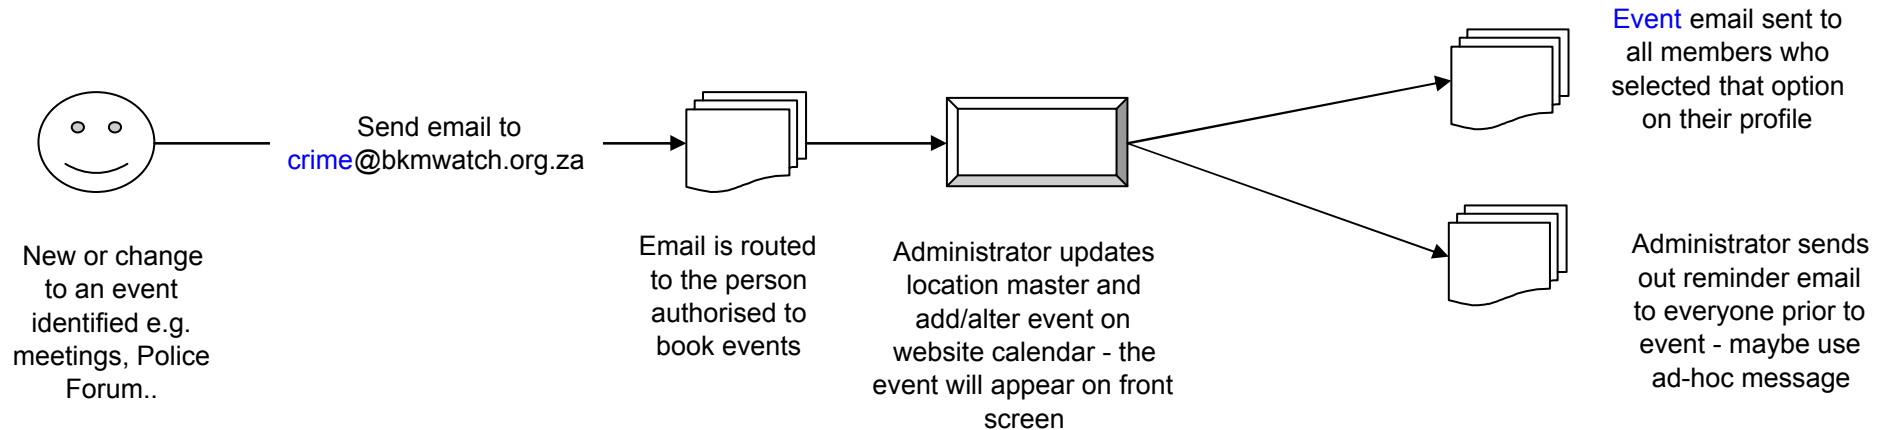 New or change
to an event
identified e.g.
meetings, Police
Forum..
Send email to
crime@bkmwatch.org.za
Email is routed
to the person
authorised to
book events
Administrator updates
location master and
add/alter event on
website calendar - the
event will appear on front
screen
Event email sent to
all members who
selected that option
on their profile
Administrator sends
out reminder email
to everyone prior to
event - maybe use
ad-hoc message